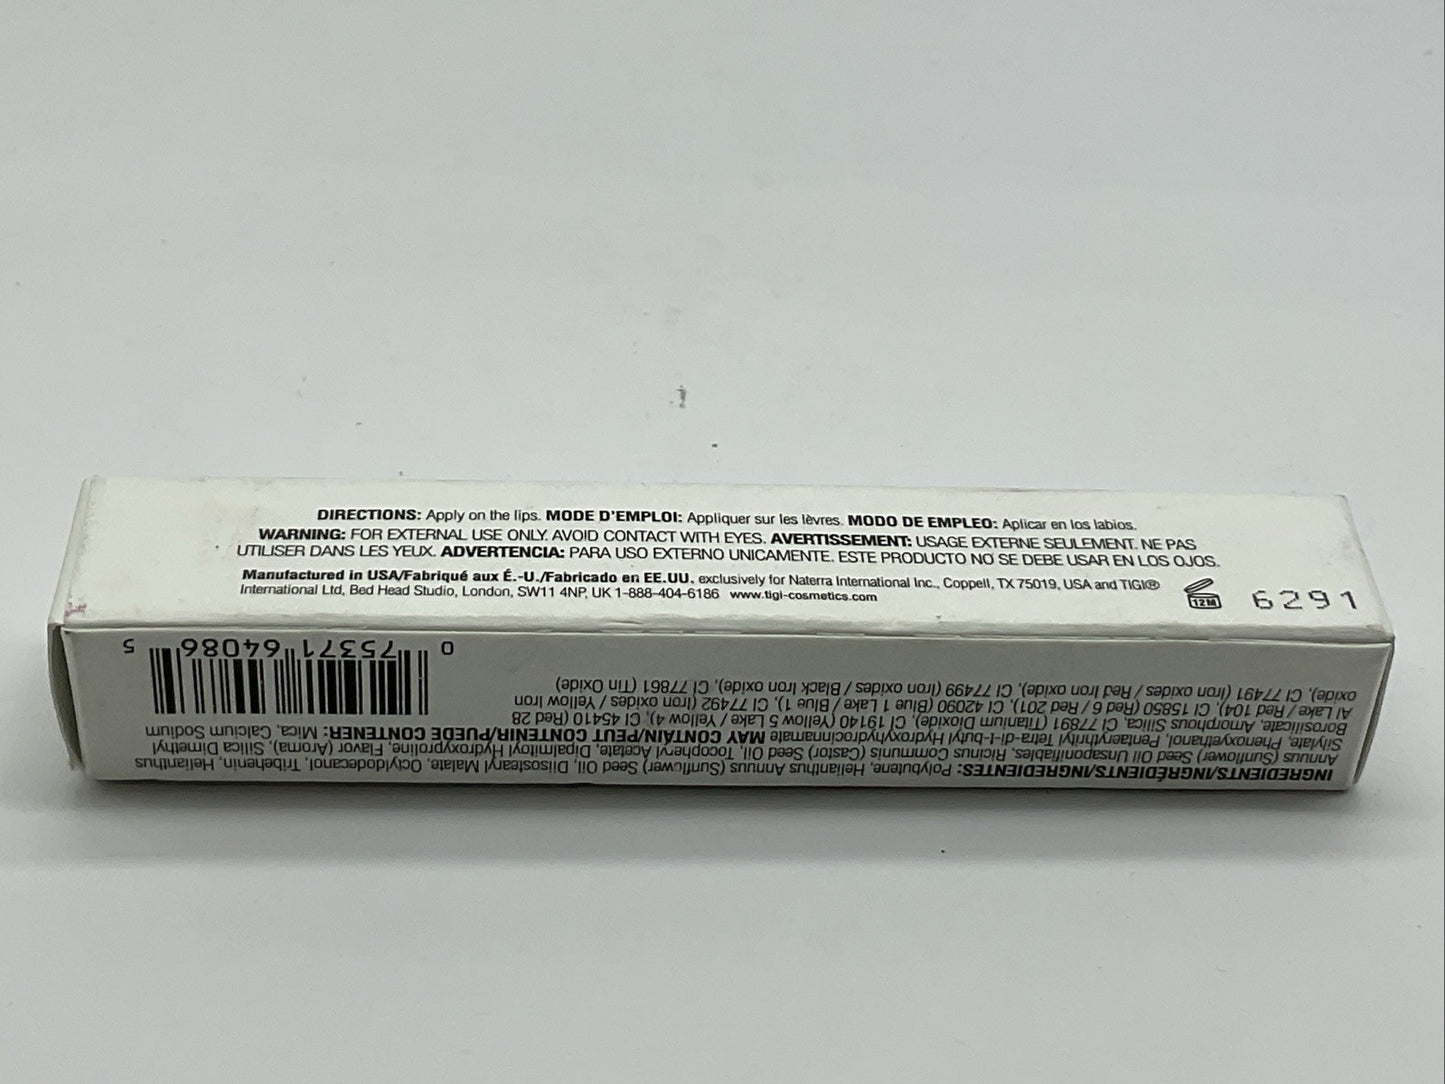 DIRECTIONS: Apply on the lips. MODE D'EMPLOI: Appliquer sur les lèvres. MODO DE EMPLEO: Aplicar en los labios.
WARNING: FOR EXTERNAL USE ONLY. AVOID CONTACT WITH EYES. AVERTISSEMENT: USAGE EXTERNE SEULEMENT. NE PAS
UTILISER DANS LES YEUX. ADVERTENCIA: PARA USO EXTERNO UNICAMENTE. ESTE PRODUCTO NO SE DEBE USAR EN LOS OJOS.
Manufactured in USA/Fabriqué aux É.-U./Fabricado en EE.UU. exclusively for Naterra International Inc., Coppell, TX 75019, USA and TIGI®
International Ltd, Bed Head Studio, London, SW11 4NP, UK 1-888-404-6186 www.tigi-cosmetics.com
12M
6291
INGREDIENTS/INGRÉDIENTS/INGREDIENTES: Polybutene, Helianthus Annuus (Sunflower) Seed Oil, Diisostearyl Malate, Octyldodecanol, Tribehenin, Helianthus
Annuus (Sunflower) Seed Oil Unsaponifiables, Ricinus Communis (Castor) Seed Oil, Tocopheryl Acetate, Dipalmitoyl Hydroxyproline, Flavor (Aroma), Silica Dimethyl
Silylate, Phenoxyethanol, Pentaerythrityl Tetra-di-t-butyl Hydroxyhydrocinnamate MAY CONTAIN/PEUT CONTENIR/PUEDE CONTENER: Mica, Calcium Sodium
Borosilicate, Amorphous Silica, CI 77891 (Titanium Dioxide), CI 19140 (Yellow 5 Lake / Yellow 4), CI 45410 (Red 28
Al Lake / Red 104), CI 15850 (Red 6 / Red 201), CI 42090 (Blue 1 Lake / Blue 1), CI 77492 (Iron oxides / Yellow Iron
oxide), CI 77491 (Iron oxides / Red Iron oxide), CI 77499 (Iron oxides / Black Iron oxide), CI 77861 (Tin Oxide)
0 75371 64086 5